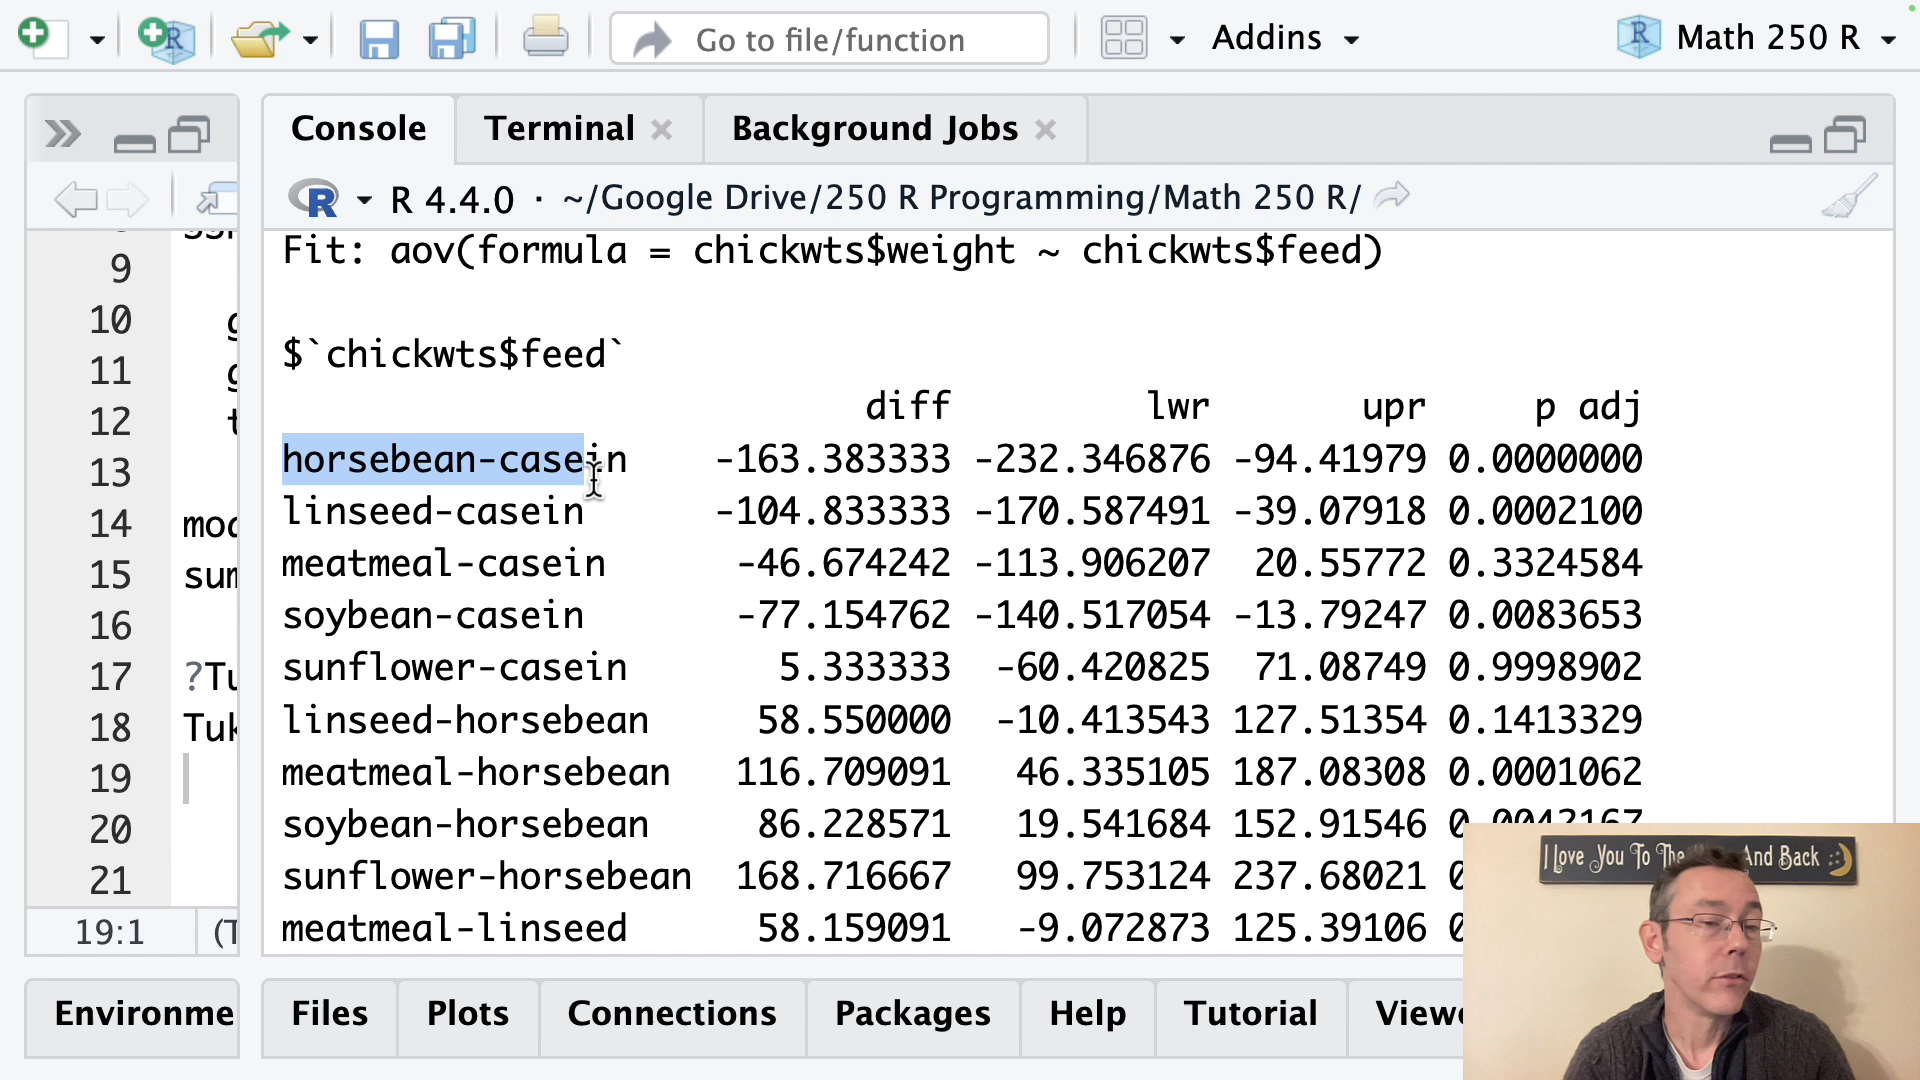 Go to file/function
Addins
Math 250 R
Console
Terminal
Background Jobs
R 4.4.0 · ~/Google Drive/250 R Programming/Math 250 R/
Fit: aov(formula = chickwts$weight ~ chickwts$feed)
$`chickwts$feed`
diff lwr upr p adj
horsebean-casein -163.383333 -232.346876 -94.41979 0.0000000
linseed-casein -104.833333 -170.587491 -39.07918 0.0002100
meatmeal-casein -46.674242 -113.906207 20.55772 0.3324584
soybean-casein -77.154762 -140.517054 -13.79247 0.0083653
sunflower-casein 5.333333 -60.420825 71.08749 0.9998902
linseed-horsebean 58.550000 -10.413543 127.51354 0.1413329
meatmeal-horsebean 116.709091 46.335105 187.08308 0.0001062
soybean-horsebean 86.228571 19.541684 152.91546 0.0042167
sunflower-horsebean 168.716667 99.753124 237.68021
meatmeal-linseed 58.159091 -9.072873 125.39106
9
10
11
12
13
14
15
16
17 ?Tu
18 Tuk
19
20
21
19:1
I Love You To The And Back
Environme
Files
Plots
Connections
Packages
Help
Tutorial
View